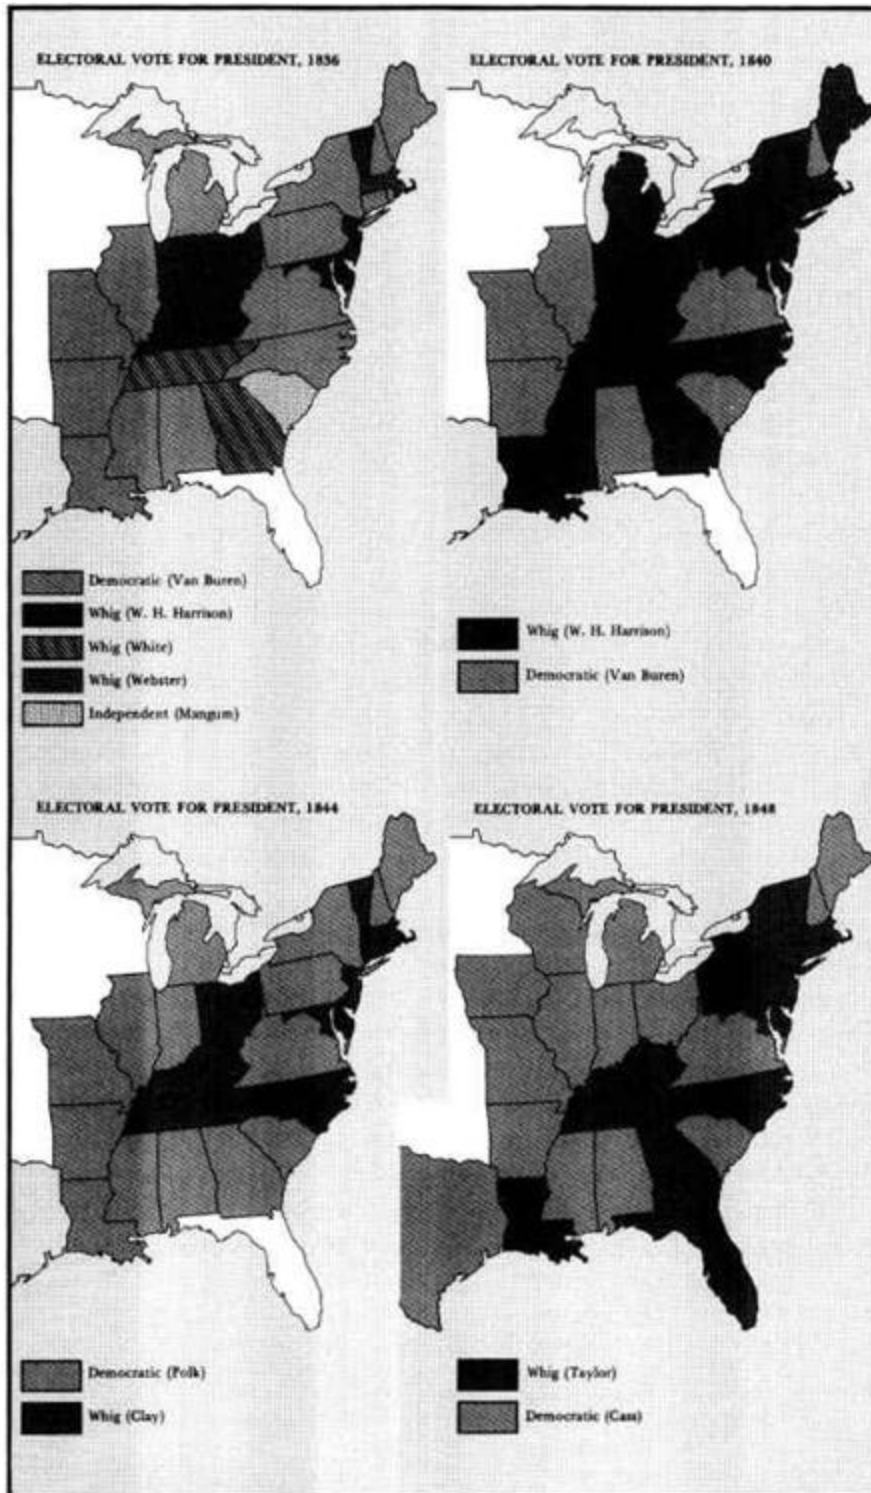 ELECTORAL VOTE FOR PRESIDENT, 1836
Democratic (Van Buren)
Whig (W. H. Harrison)
Whig (White)
Whig (Webster)
Independent (Mangum)
ELECTORAL VOTE FOR PRESIDENT, 1840
Whig (W. H. Harrison)
Democratic (Van Buren)
ELECTORAL VOTE FOR PRESIDENT, 1844
Democratic (Polk)
Whig (Clay)
ELECTORAL VOTE FOR PRESIDENT, 1848
Whig (Taylor)
Democratic (Cass)